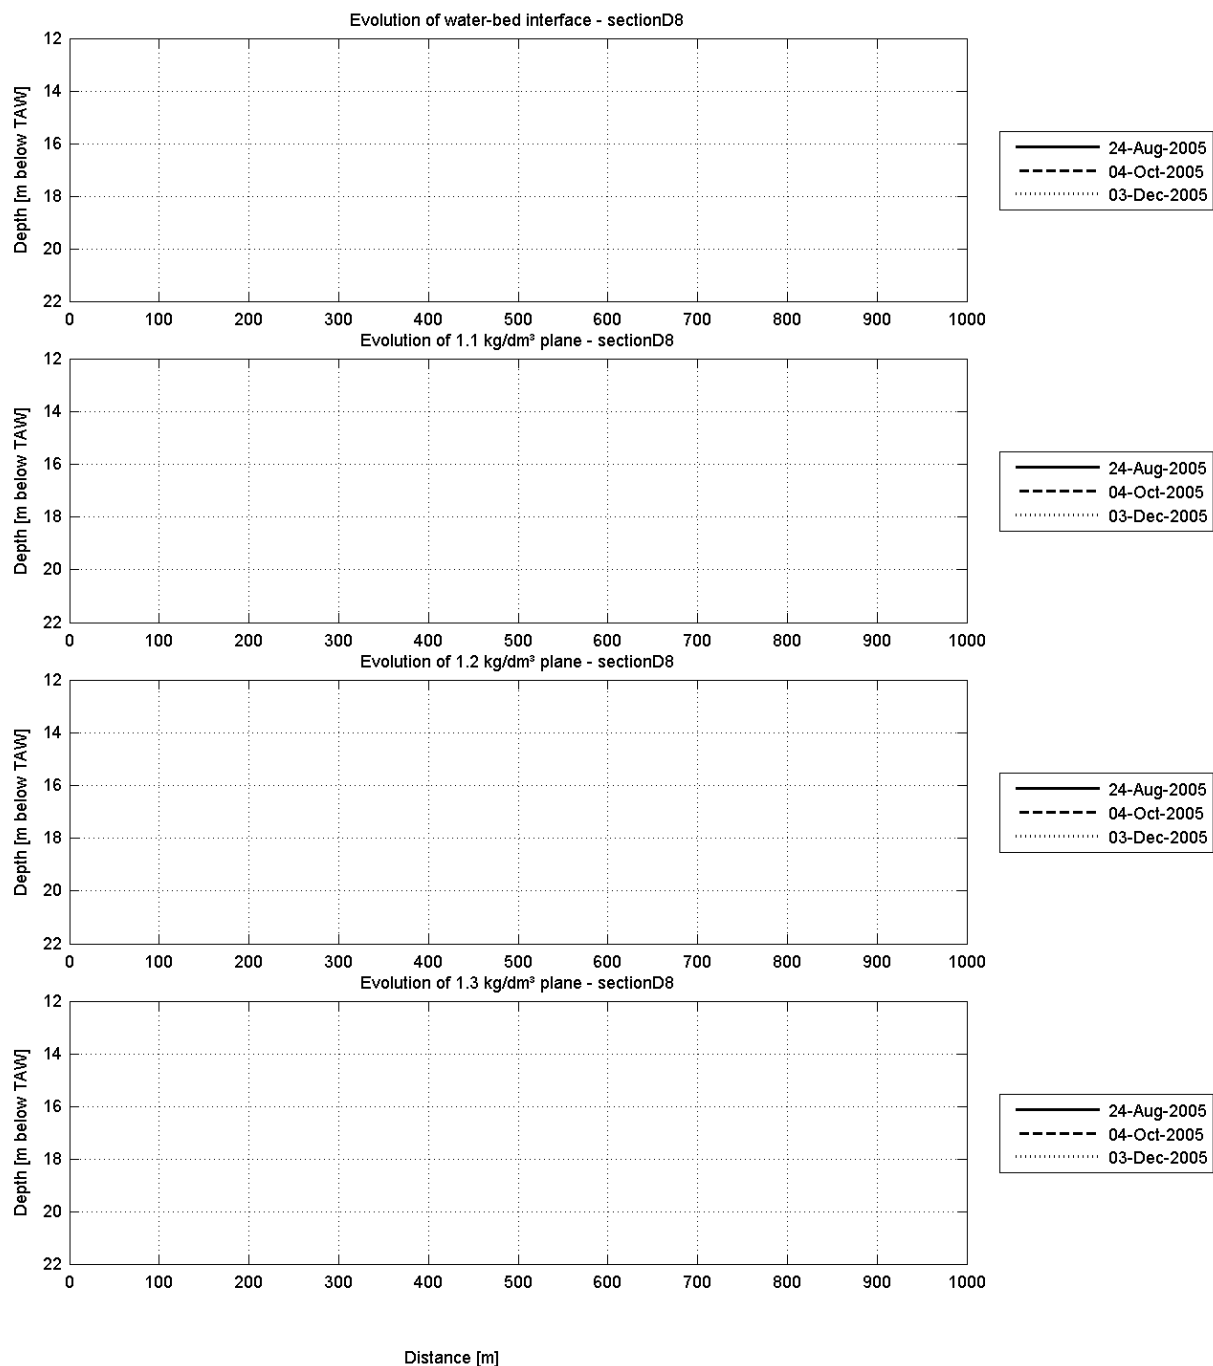 Evolution of water-bed interface - sectionD8
Depth [m below TAW]
12
14
16
18
20
22
0 100 200 300 400 500 600 700 800 900 1000
24-Aug-2005
04-Oct-2005
03-Dec-2005
Evolution of 1.1 kg/dm³ plane - sectionD8
Depth [m below TAW]
12
14
16
18
20
22
0 100 200 300 400 500 600 700 800 900 1000
24-Aug-2005
04-Oct-2005
03-Dec-2005
Evolution of 1.2 kg/dm³ plane - sectionD8
Depth [m below TAW]
12
14
16
18
20
22
0 100 200 300 400 500 600 700 800 900 1000
24-Aug-2005
04-Oct-2005
03-Dec-2005
Evolution of 1.3 kg/dm³ plane - sectionD8
Depth [m below TAW]
12
14
16
18
20
22
0 100 200 300 400 500 600 700 800 900 1000
24-Aug-2005
04-Oct-2005
03-Dec-2005
Distance [m]